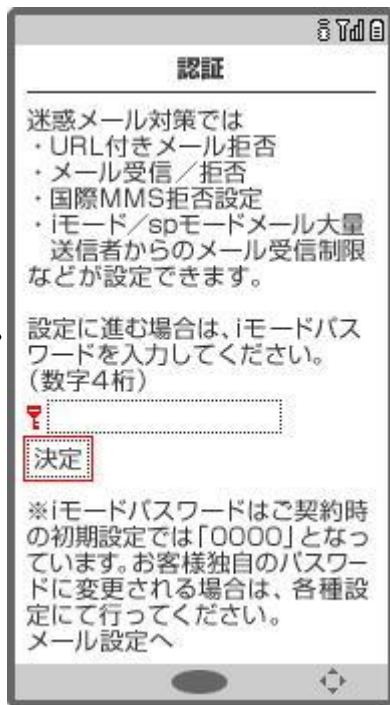 認証
迷惑メール対策では
・URL付きメール拒否
・メール受信／拒否
・国際MMS拒否設定
・iモード／spモードメール大量
送信者からのメール受信制限
などが設定できます。
設定に進む場合は、iモードパス
ワードを入力してください。
（数字4桁）
決定
※iモードパスワードはご契約時
の初期設定では「0000」となっ
ています。お客様独自のパスワー
ドに変更される場合は、各種設
定にて行ってください。
メール設定へ